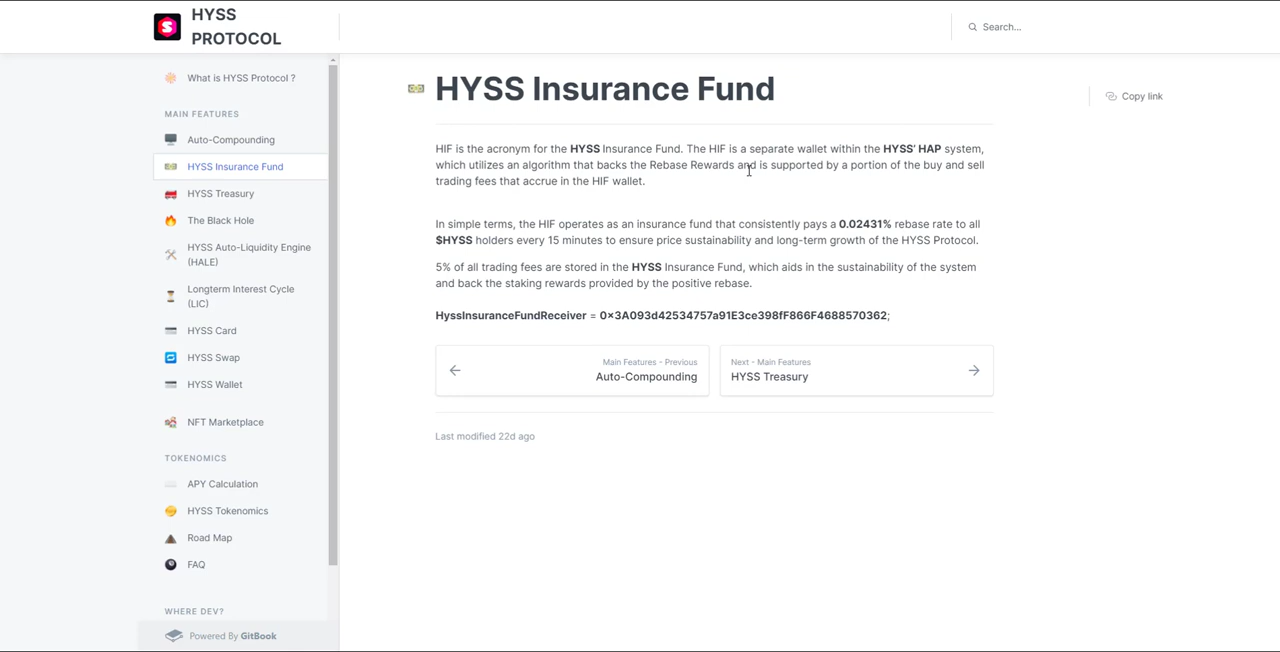 HYSS
PROTOCOL
Search...
What is HYSS Protocol ?
MAIN FEATURES
Auto-Compounding
HYSS Insurance Fund
HYSS Treasury
The Black Hole
HYSS Auto-Liquidity Engine
(HALE)
Longterm Interest Cycle
(LIC)
HYSS Card
HYSS Swap
HYSS Wallet
NFT Marketplace
TOKENOMICS
APY Calculation
HYSS Tokenomics
Road Map
FAQ
WHERE DEV?
Powered By GitBook
HYSS Insurance Fund
Copy link
HIF is the acronym for the HYSS Insurance Fund. The HIF is a separate wallet within the HYSS' HAP system,
which utilizes an algorithm that backs the Rebase Rewards and is supported by a portion of the buy and sell
trading fees that accrue in the HIF wallet.
In simple terms, the HIF operates as an insurance fund that consistently pays a 0.02431% rebase rate to all
$HYSS holders every 15 minutes to ensure price sustainability and long-term growth of the HYSS Protocol.
5% of all trading fees are stored in the HYSS Insurance Fund, which aids in the sustainability of the system
and back the staking rewards provided by the positive rebase.
HyssInsuranceFundReceiver = 0×3A093d42534757a91E3ce398fF866F4688570362;
Main Features - Previous
Auto-Compounding
Next - Main Features
HYSS Treasury
Last modified 22d ago